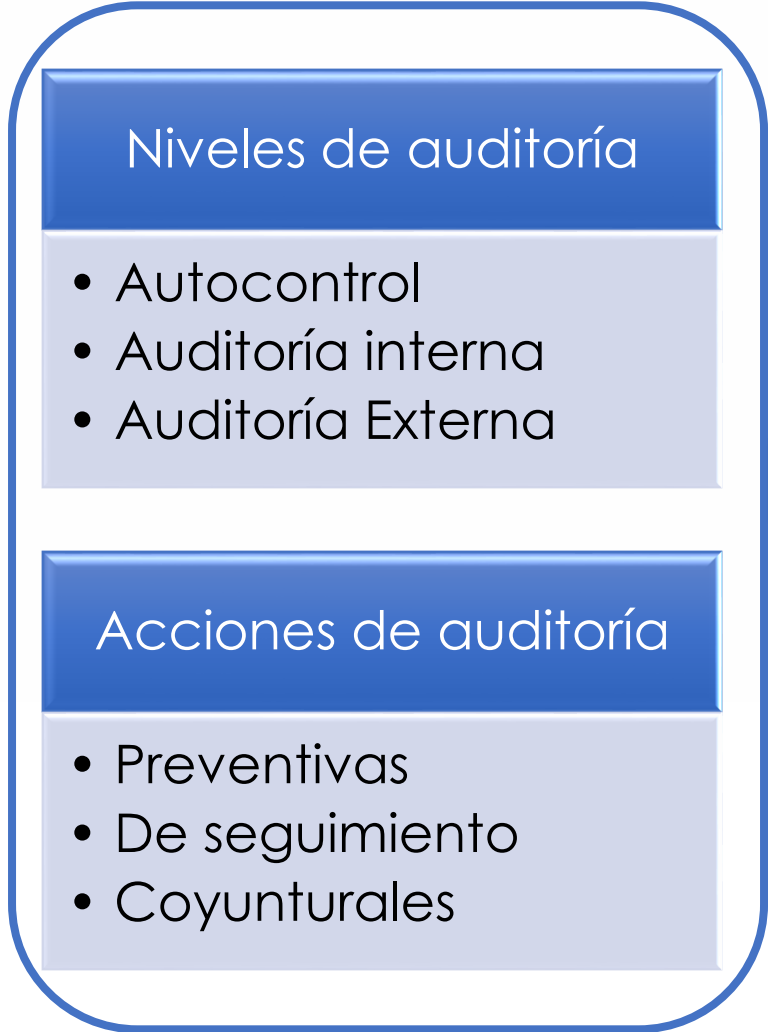 Niveles de auditoría
• Autocontrol
• Auditoría interna
• Auditoría Externa
Acciones de auditoría
• Preventivas
• De seguimiento
• Coyunturales